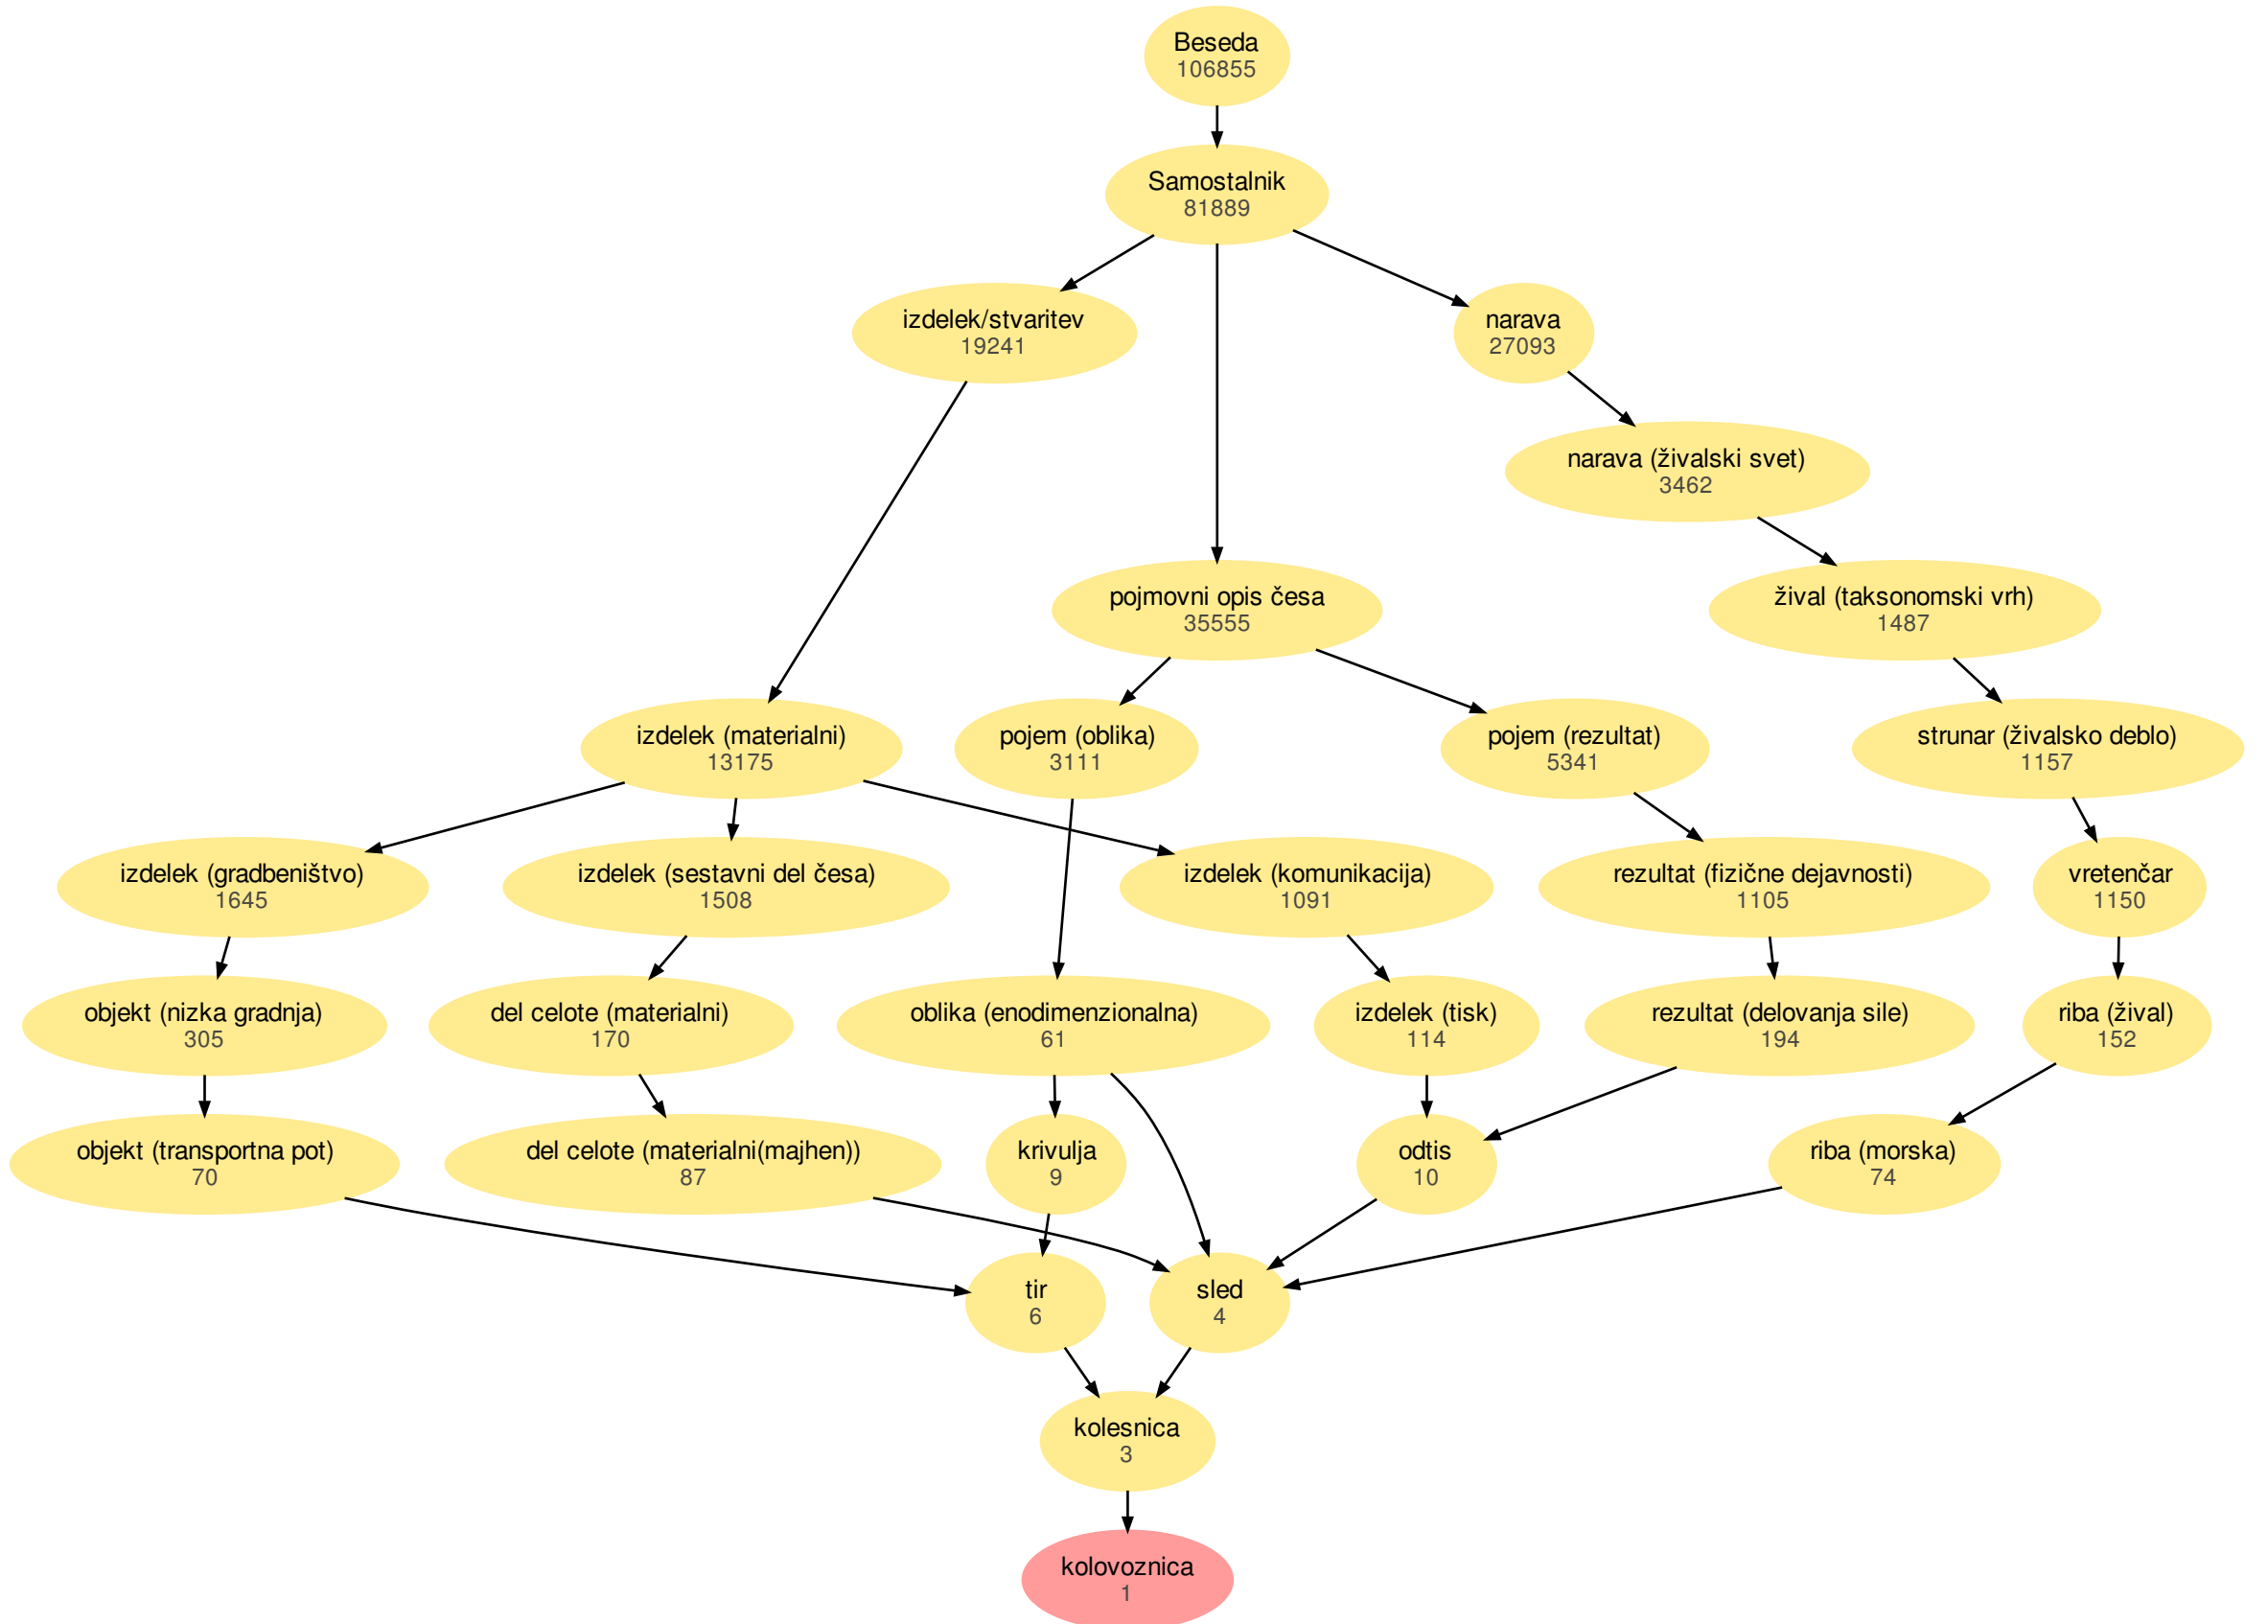 Beseda
106855
Samostalnik
81889
izdelek/stvaritev
19241
narava
27093
narava (živalski svet)
3462
pojmovni opis česa
35555
žival (taksonomski vrh)
1487
izdelek (materialni)
13175
pojem (oblika)
3111
pojem (rezultat)
5341
strunar (živalsko deblo)
1157
izdelek (gradbeništvo)
1645
izdelek (sestavni del česa)
1508
izdelek (komunikacija)
1091
rezultat (fizične dejavnosti)
1105
vretenčar
1150
objekt (nizka gradnja)
305
del celote (materialni)
170
oblika (enodimenzionalna)
61
izdelek (tisk)
114
rezultat (delovanja sile)
194
riba (žival)
152
objekt (transportna pot)
70
del celote (materialni(majhen))
87
krivulja
9
odtis
10
riba (morska)
74
tir
6
sled
4
kolesnica
3
kolovoznica
1